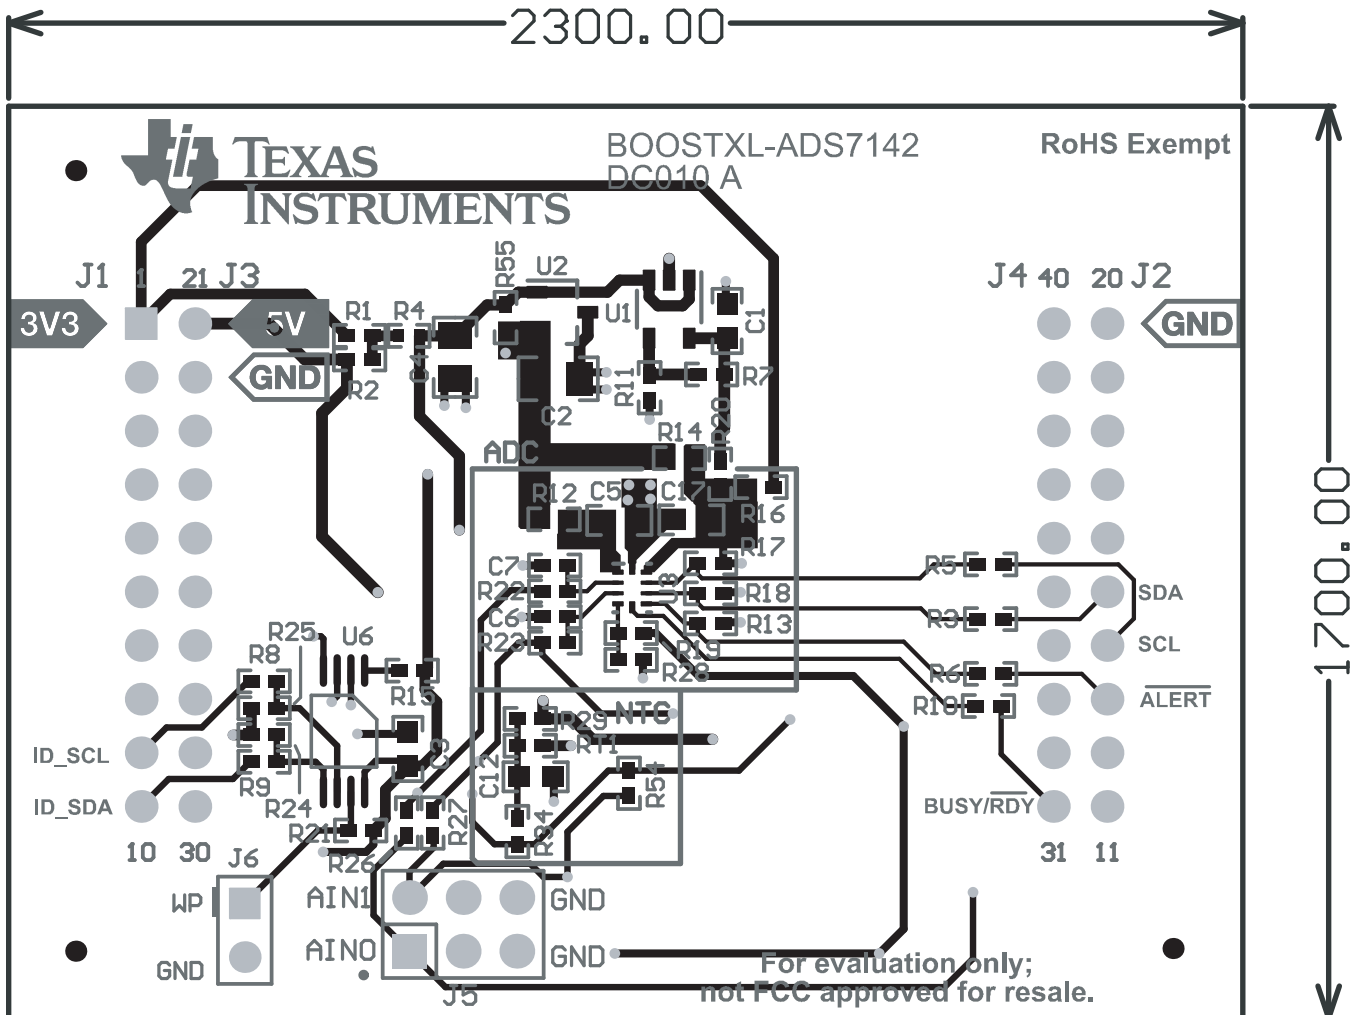 2300.00
TEXAS
INSTRUMENTS
BOOSTXL-ADS7142
DC010 A
RoHS Exempt
1700.00
J1 1 21 J3
J4 40 20 J2
3V3
5V
GND
GND
R1 R4
R2
C4
R55
U2
U1
C1
R11
R7
C2
R20
R14
ADC
R12
C5
C17
R16
R17
C7
R22
C6
R23
U3
R18
R13
R19
R28
R5
R3
R6
R10
SDA
SCL
ALERT
BUSY/RDY
R25
U6
R8
R15
R9
R24
C3
R21
R26
R27
ID_SCL
ID_SDA
NTC
R29
RT1
C12
R54
R34
10 30
31 11
J6
WP
GND
AIN1
AIN0
GND
GND
J5
For evaluation only;
not FCC approved for resale.